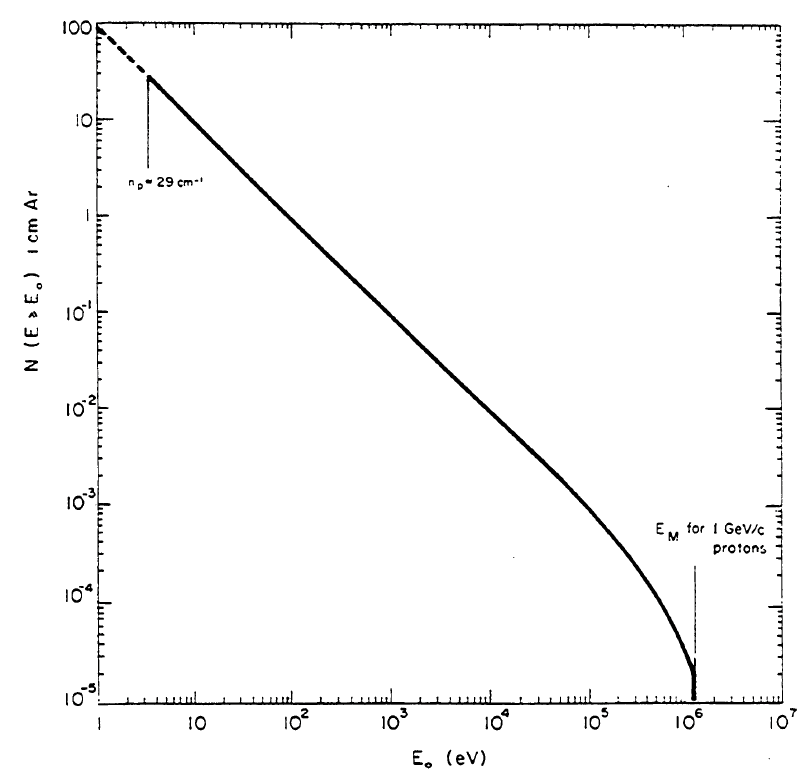 100
10
1
10⁻¹
10⁻²
10⁻³
10⁻⁴
10⁻⁵
N (E ≥ E₀) 1 cm Ar
nₚ = 29 cm⁻¹
E_M for 1 GeV/c
protons
1 10 10² 10³ 10⁴ 10⁵ 10⁶ 10⁷
E₀ (eV)